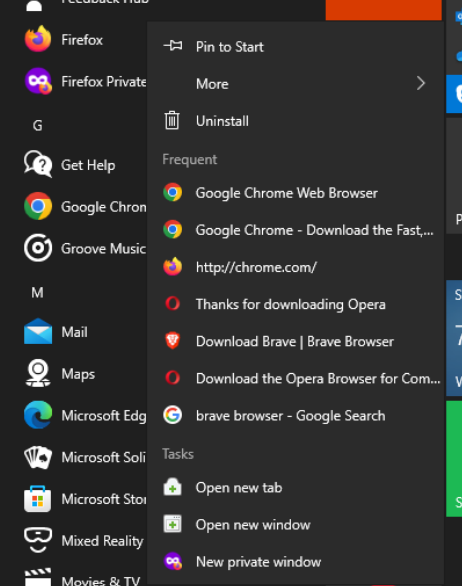 Feedback Hub
Firefox
Firefox Private
G
Get Help
Google Chron
Groove Music
M
Mail
Maps
Microsoft Edg
Microsoft Soli
Microsoft Stor
Mixed Reality
Movies & TV
Pin to Start
More
Uninstall
Frequent
Google Chrome Web Browser
Google Chrome - Download the Fast,...
http://chrome.com/
Thanks for downloading Opera
Download Brave | Brave Browser
Download the Opera Browser for Com...
brave browser - Google Search
Tasks
Open new tab
Open new window
New private window